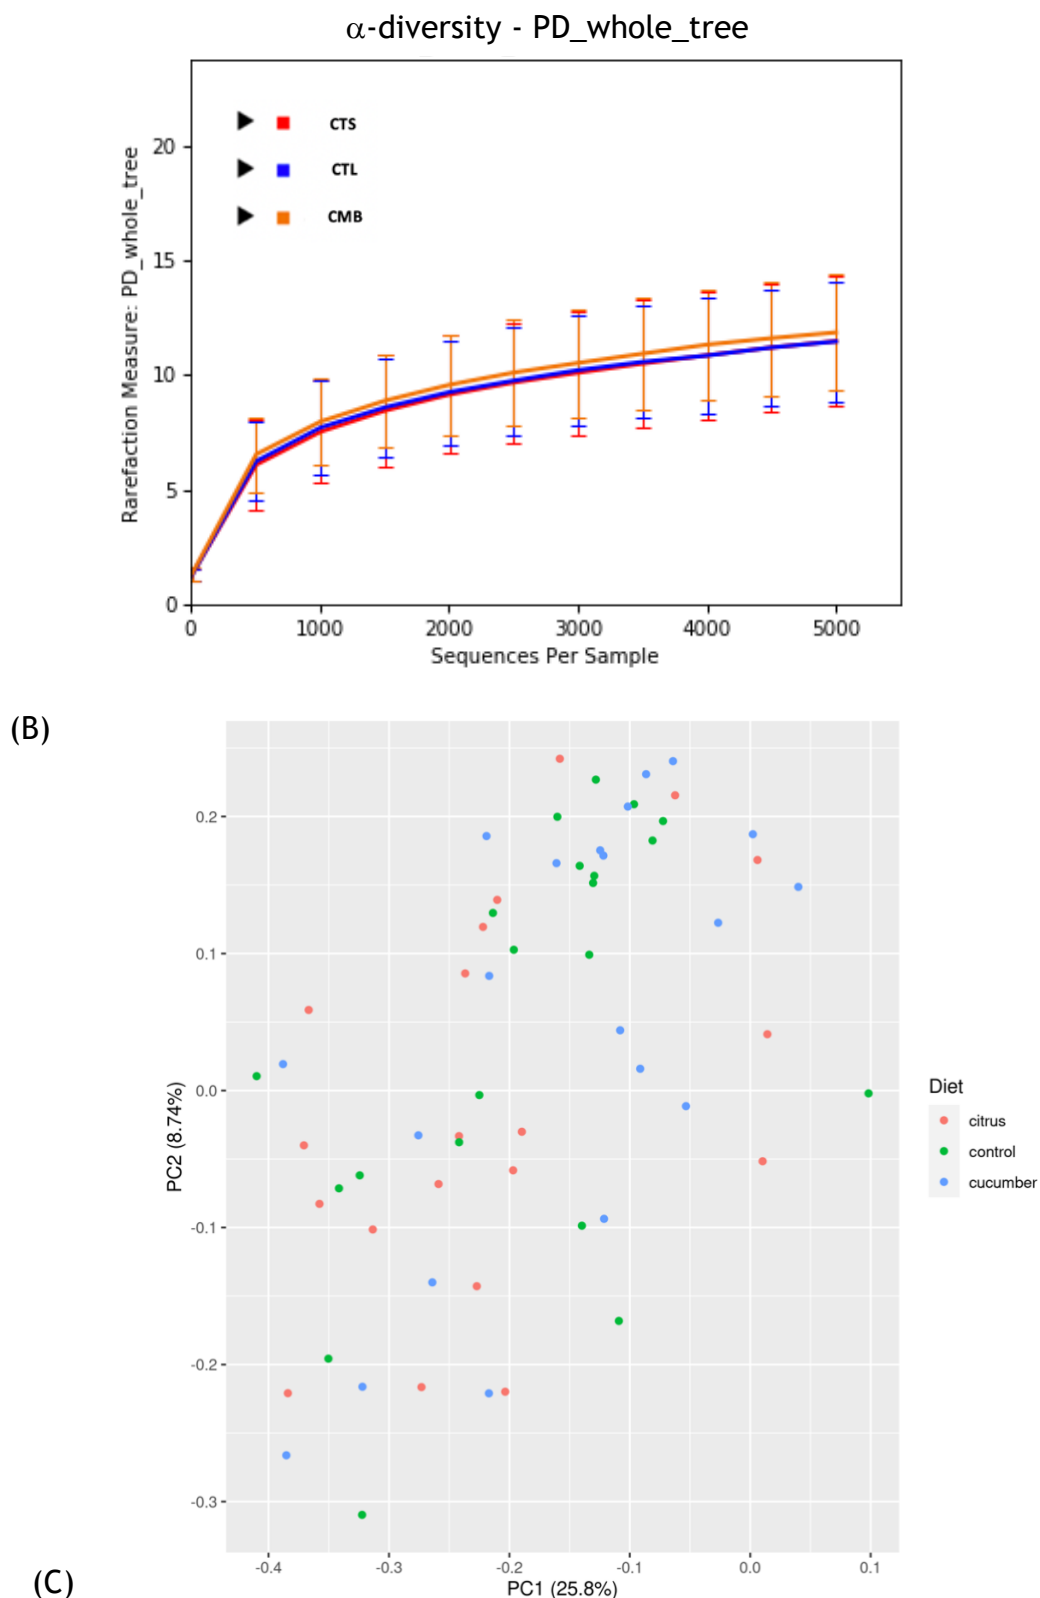 α-diversity - PD_whole_tree
CTS
CTL
CMB
Rarefaction Measure: PD_whole_tree
20
15
10
5
0
0 1000 2000 3000 4000 5000
Sequences Per Sample
(B)
PC2 (8.74%)
0.2
0.1
0.0
-0.1
-0.2
-0.3
Diet
citrus
control
cucumber
-0.4 -0.3 -0.2 -0.1 0.0 0.1
PC1 (25.8%)
(C)